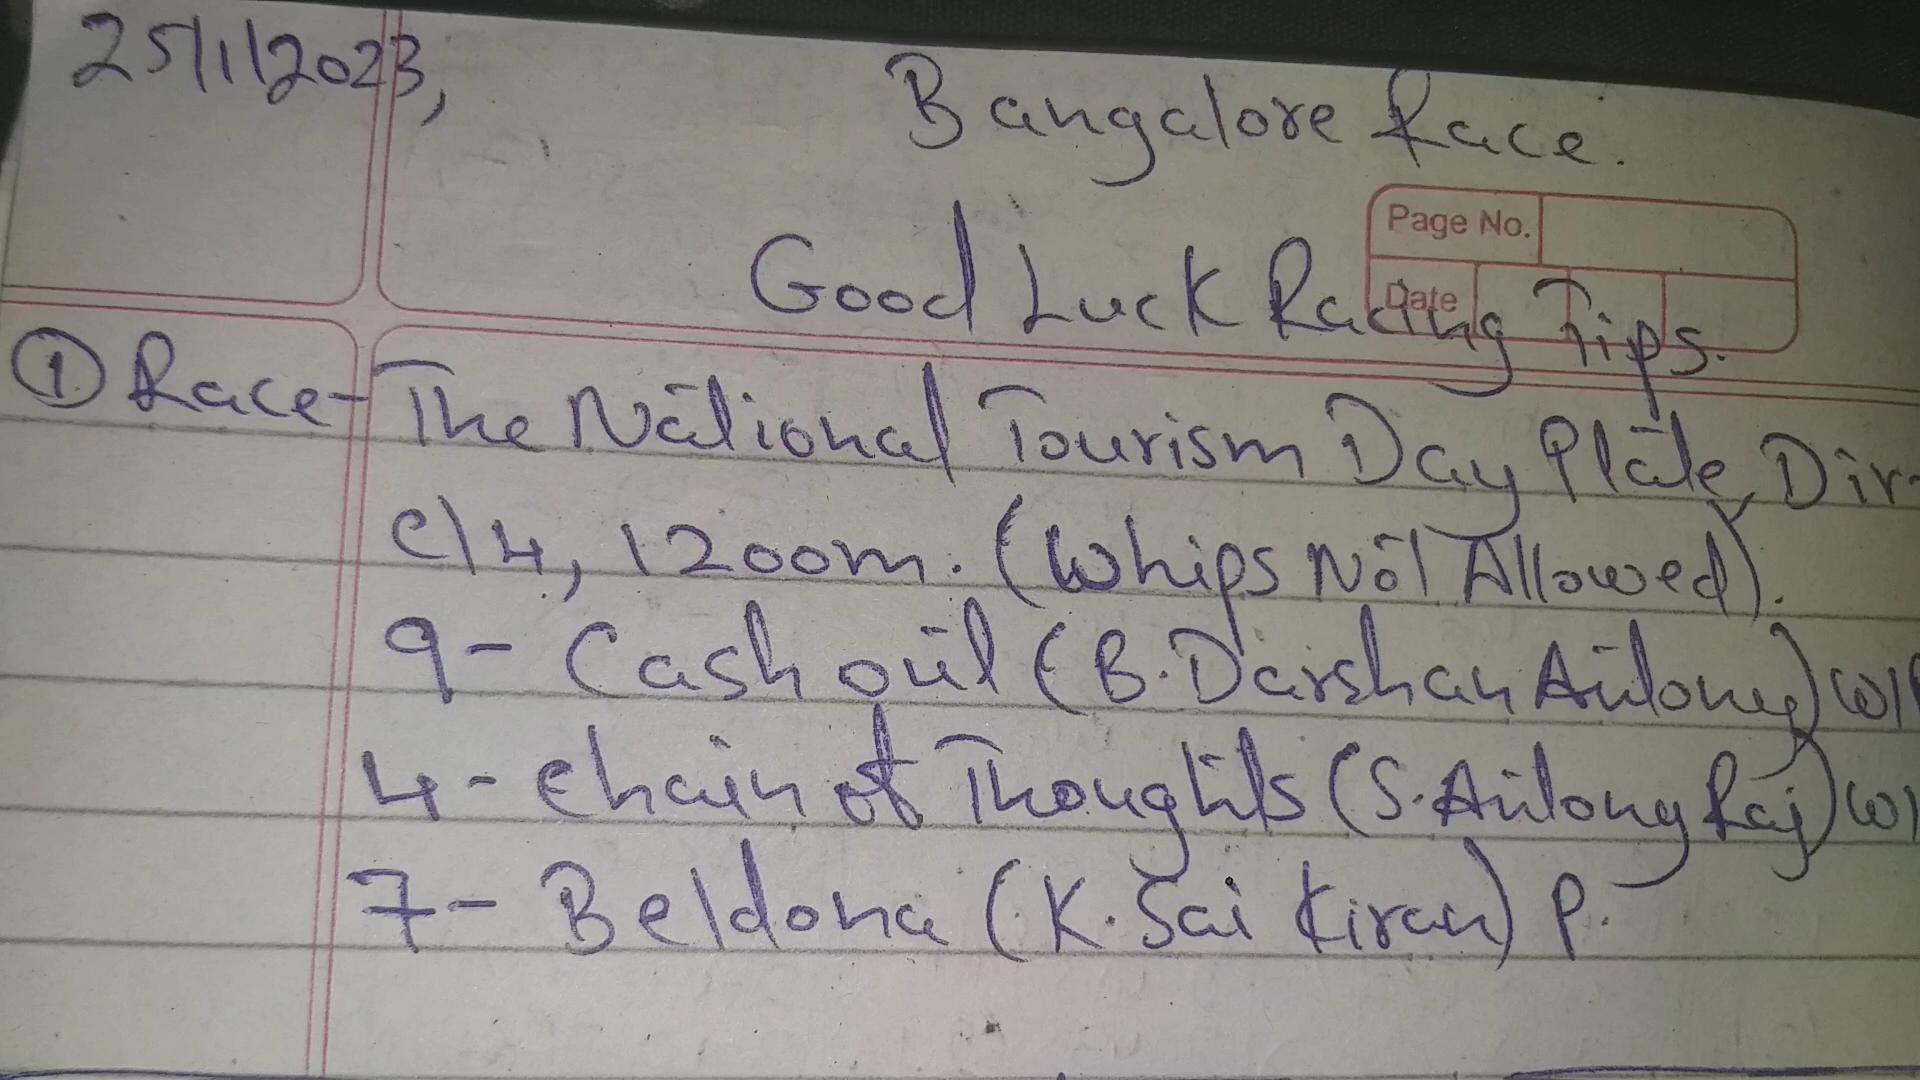 25/1/2023,
Bangalore Race.
Page No.
Good Luck Racing Tips.
Date
① Race - The National Tourism Day Plate, Div-
C/4, 1200m. (Whips Not Allowed).
9 - Cash out (B. Darshan Antony) W/
4 - Chain of Thoughts (S. Antony Raj) W/
7 - Beldona (K. Sai Kiran) P.